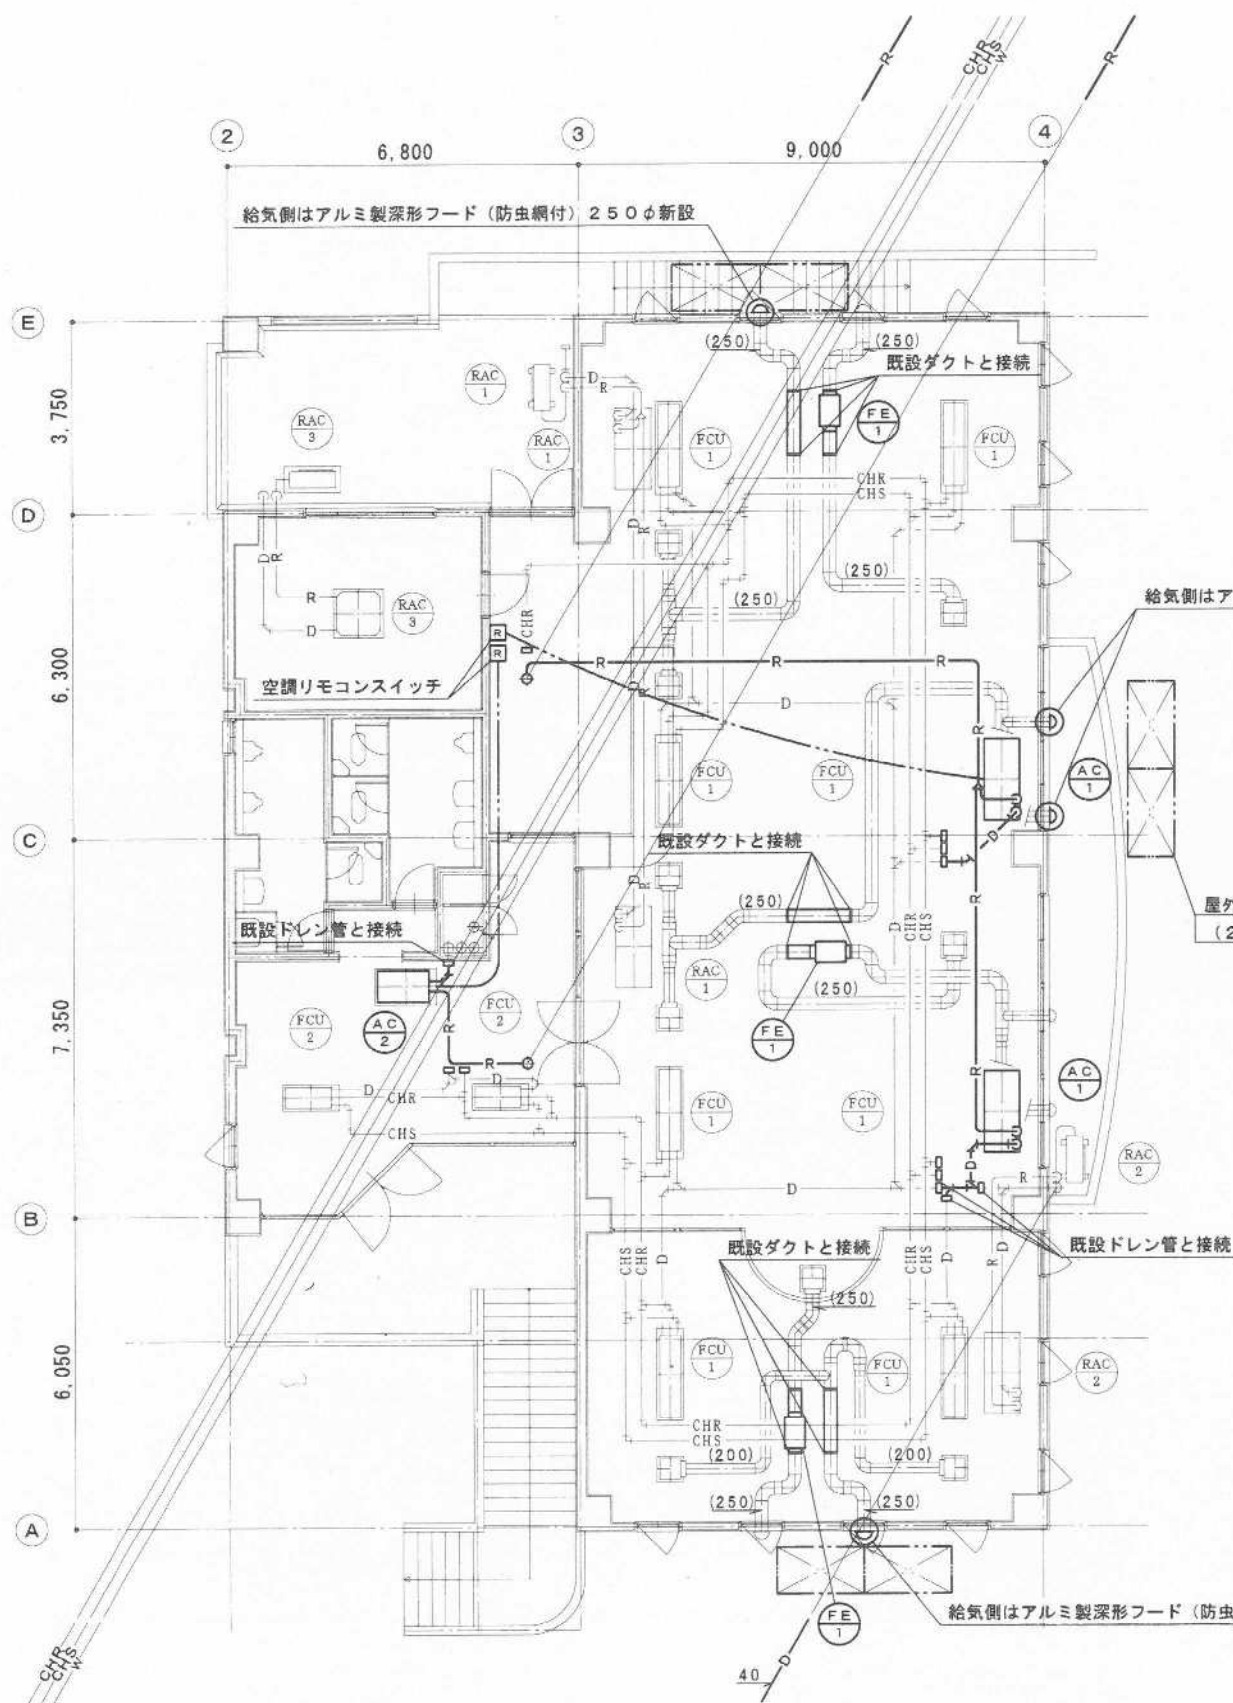 R
CHR
CHS
W
R
2
3
4
6,800
9,000
給気側はアルミ製深形フード（防虫網付）２５０φ新設
E
(250)
(250)
既設ダクトと接続
RAC
1
D
R
FE
1
RAC
3
RAC
1
FCU
1
FCU
1
3,750
CHR
CHS
D
D
R
D
R
(250)
(250)
給気側はア
R
D
RAC
3
R
R
CHR
空調リモコンスイッチ
R
R
R
6,300
D
R
D
R
FCU
1
FCU
1
AC
1
C
既設ダクトと接続
D
D
R
(250)
R
CHR
CHS
D
屋外
(2
既設ドレン管と接続
RAC
1
(250)
FCU
2
AC
2
FCU
2
R
R
FE
1
R
7,350
D
CHR
D
CHS
FCU
1
FCU
1
AC
1
D
R
RAC
2
D
B
既設ダクトと接続
既設ドレン管と接続
CHS
CHR
D
CHR
CHS
D
R
D
(250)
6,050
FCU
1
FCU
1
RAC
2
CHR
CHS
(200)
(200)
(250)
(250)
A
FE
1
給気側はアルミ製深形フード（防虫
D
40
CHR
CHS
W